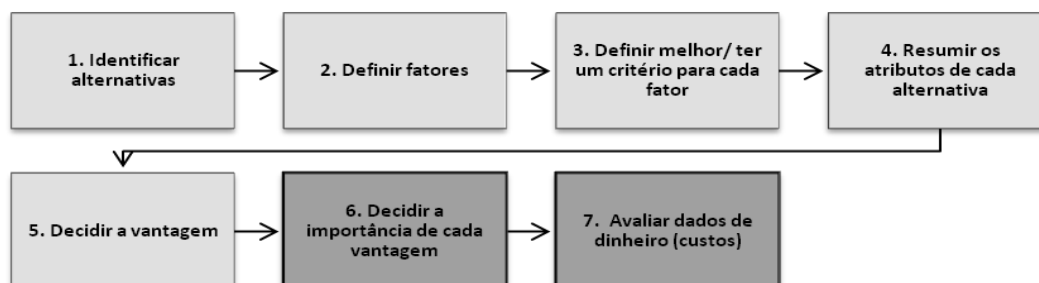 1. Identificar
alternativas
2. Definir fatores
3. Definir melhor/ ter
um critério para cada
fator
4. Resumir os
atributos de cada
alternativa
5. Decidir a vantagem
6. Decidir a
importância de cada
vantagem
7. Avaliar dados de
dinheiro (custos)